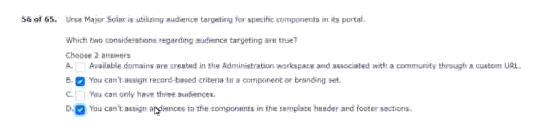 56 of 65. Ursa Major Solar is utilizing audience targeting for specific components in its portal.
Which two considerations regarding audience targeting are true?
Choose 2 answers
A. Available domains are created in the Administration workspace and associated with a community through a custom URL.
B. You can't assign record-based criteria to a component or branding set.
C. You can only have three audiences.
D. You can't assign audiences to the components in the template header and footer sections.